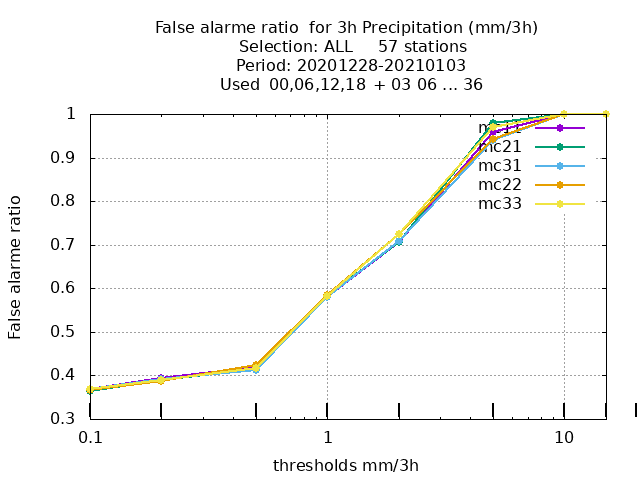 False alarme ratio for 3h Precipitation (mm/3h)
Selection: ALL 57 stations
Period: 20201228-20210103
Used 00,06,12,18 + 03 06 ... 36
1
0.9
0.8
0.7
0.6
0.5
0.4
0.3
0.1
1
10
False alarme ratio
thresholds mm/3h
mc21
mc31
mc22
mc33